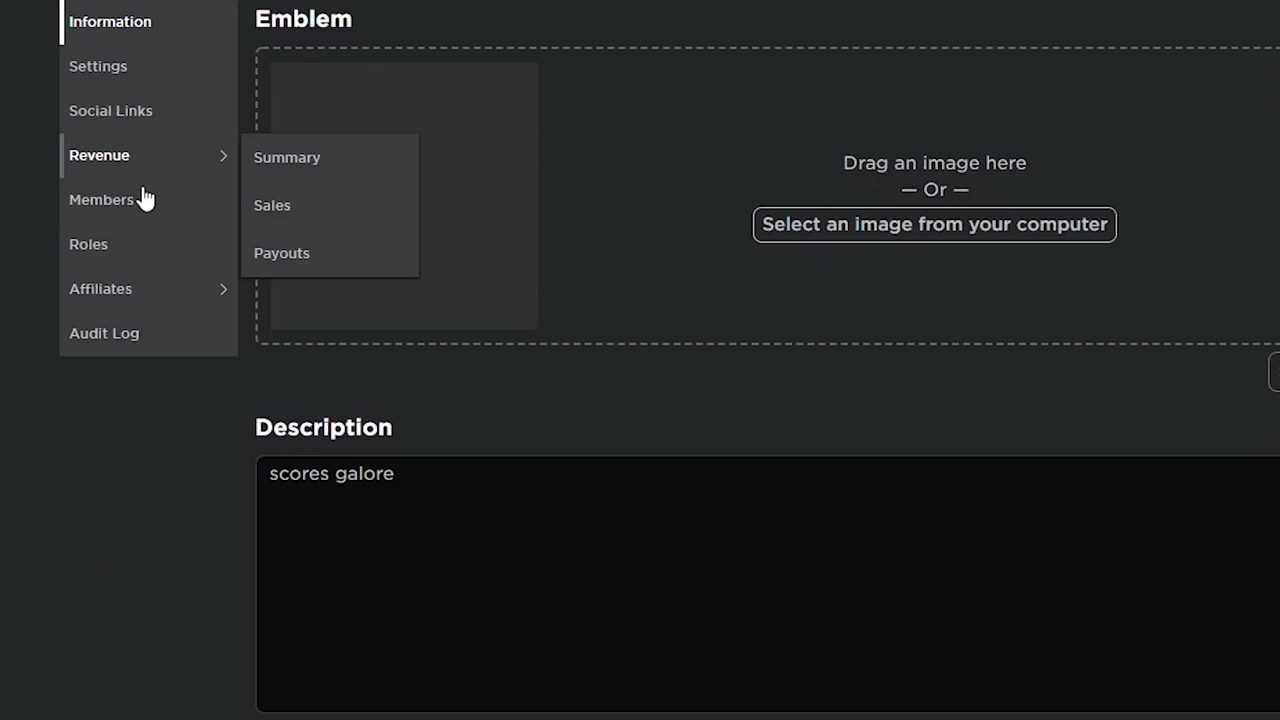 Information
Settings
Social Links
Revenue
Members
Roles
Affiliates
Audit Log
Summary
Sales
Payouts
Emblem
Drag an image here
— Or —
Select an image from your computer
Description
scores galore